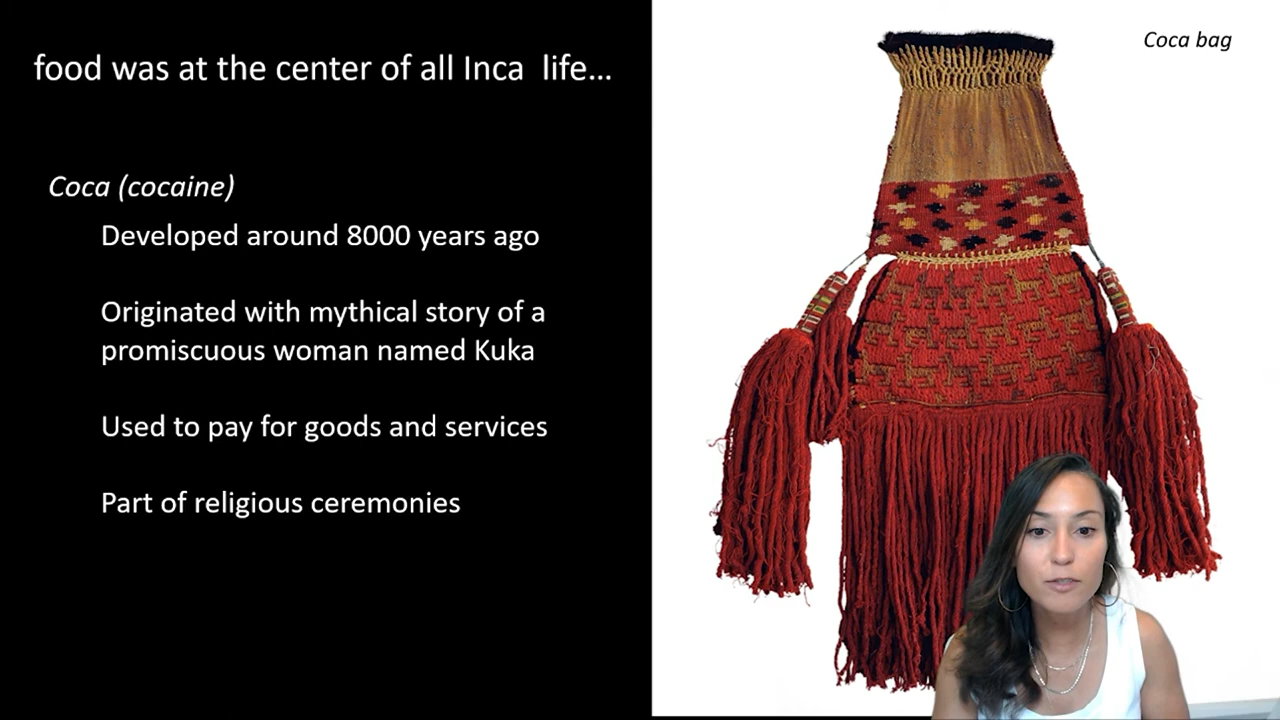 food was at the center of all Inca  life…
Coca bag
Coca (cocaine)
Developed around 8000 years ago
Originated with mythical story of a
promiscuous woman named Kuka
Used to pay for goods and services
Part of religious ceremonies